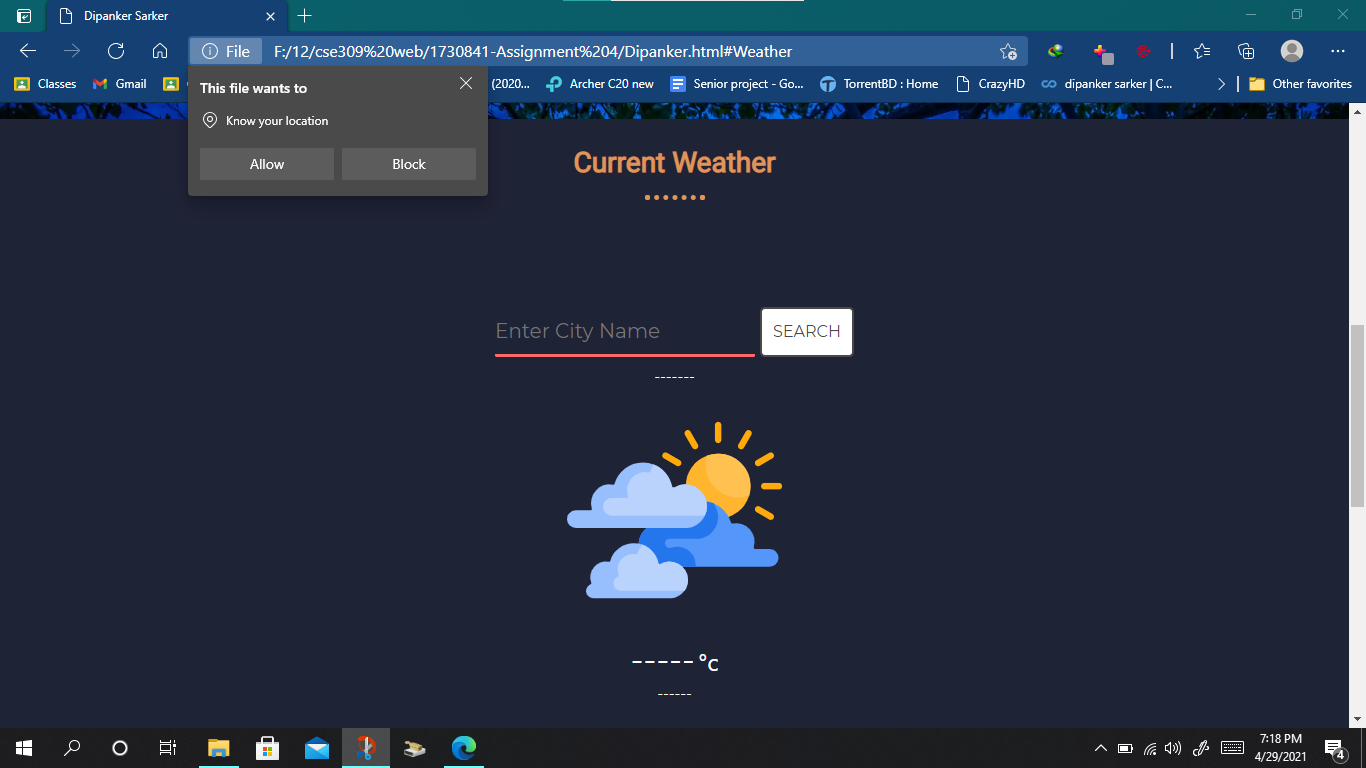 Dipanker Sarker
File F:/12/cse309%20web/1730841-Assignment%204/Dipanker.html#Weather
Classes Gmail (2020... Archer C20 new Senior project - Go... TorrentBD : Home CrazyHD dipanker sarker | C... Other favorites
This file wants to
Know your location
Allow Block
Current Weather
Enter City Name SEARCH
-------
----- °c
------
7:18 PM
4/29/2021
4